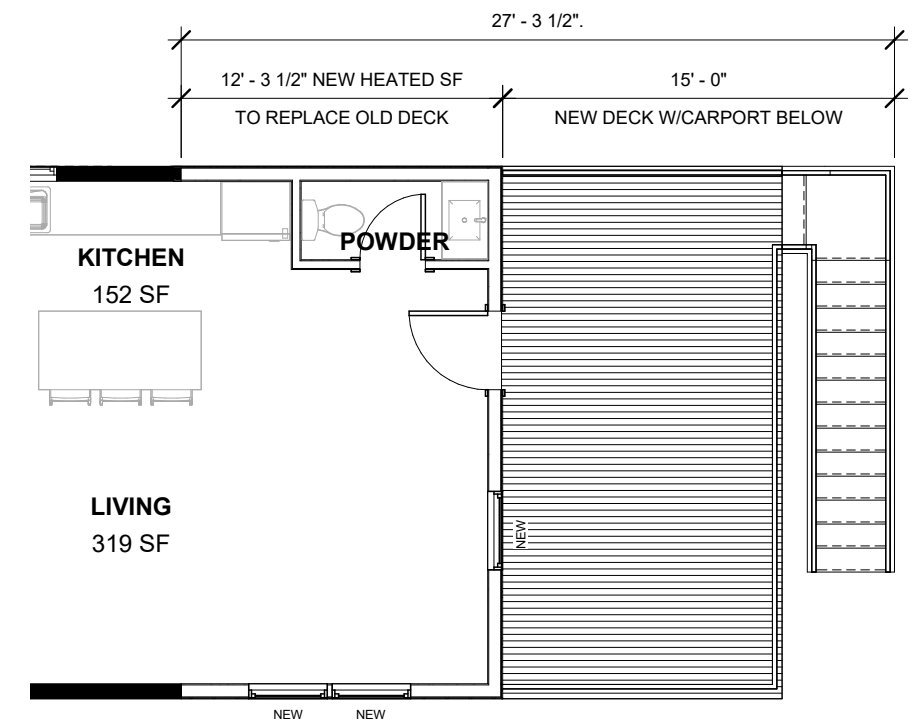 27' - 3 1/2".
12' - 3 1/2" NEW HEATED SF
15' - 0"
TO REPLACE OLD DECK
NEW DECK W/CARPORT BELOW
POWDER
KITCHEN
152 SF
LIVING
319 SF
NEW
NEW
NEW